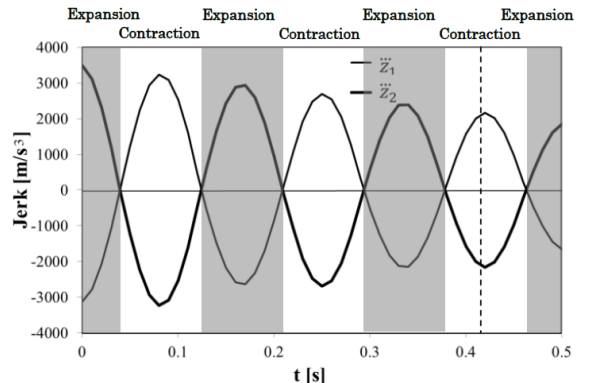 Expansion Expansion Expansion
Contraction Contraction Contraction
4000
3000
2000
1000
0
-1000
-2000
-3000
-4000
Jerk [m/s³]
z⃛₁
z⃛₂
0 0.1 0.2 0.3 0.4 0.5
t [s]